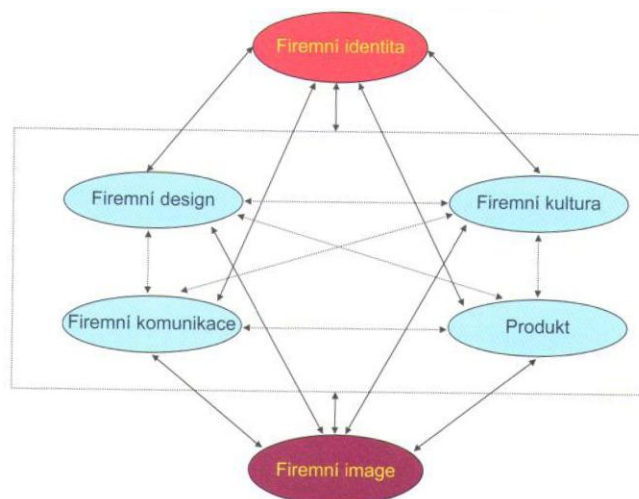 Firemní identita
Firemní design
Firemní kultura
Firemní komunikace
Produkt
Firemní image